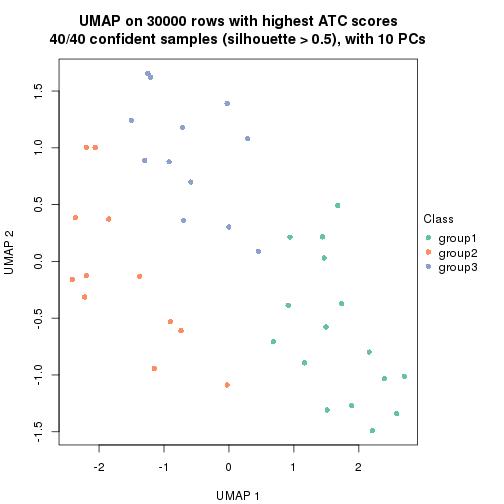 UMAP on 30000 rows with highest ATC scores
40/40 confident samples (silhouette > 0.5), with 10 PCs
1.5
1.0
0.5
0.0
-0.5
-1.0
-1.5
UMAP 2
-2
-1
0
1
2
UMAP 1
Class
group1
group2
group3